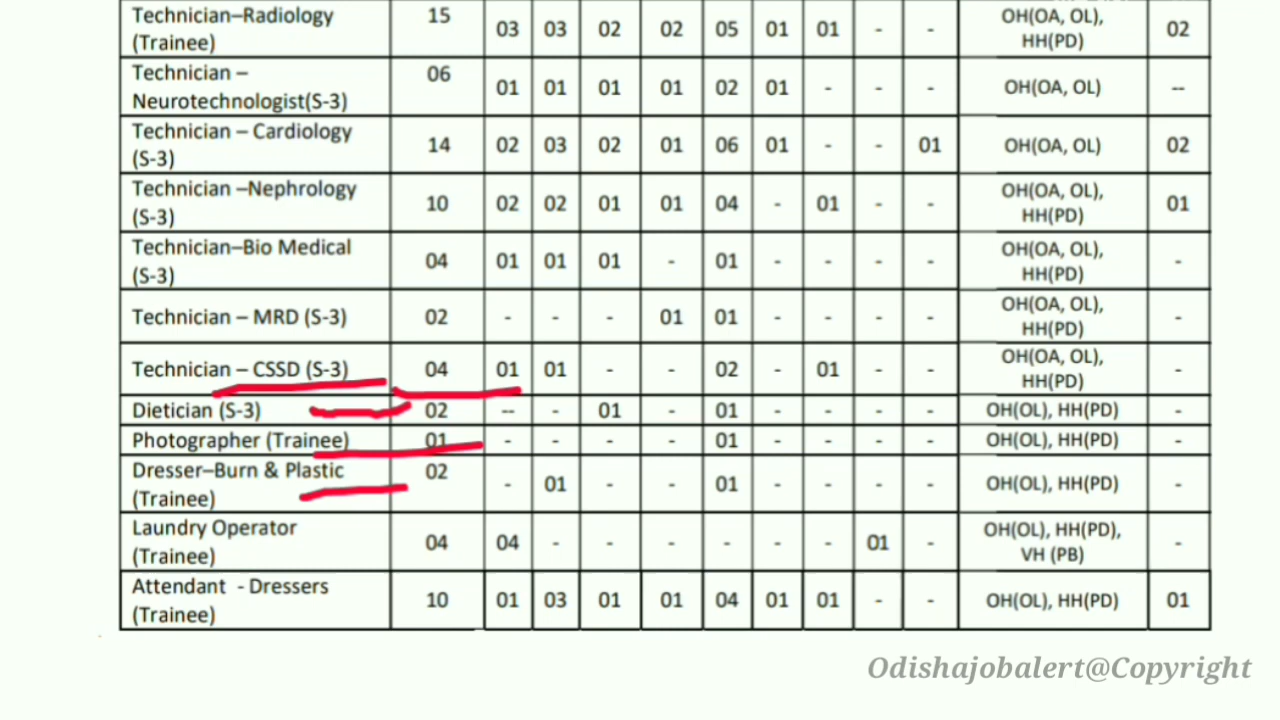 Technician–Radiology (Trainee) 15 03 03 02 02 05 01 01 - - OH(OA, OL), HH(PD) 02
Technician – Neurotechnologist(S-3) 06 01 01 01 01 02 01 - - - OH(OA, OL) --
Technician – Cardiology (S-3) 14 02 03 02 01 06 01 - - 01 OH(OA, OL) 02
Technician –Nephrology (S-3) 10 02 02 01 01 04 - 01 - - OH(OA, OL), HH(PD) 01
Technician–Bio Medical (S-3) 04 01 01 01 - 01 - - - - OH(OA, OL), HH(PD) -
Technician – MRD (S-3) 02 - - - 01 01 - - - - OH(OA, OL), HH(PD) -
Technician – CSSD (S-3) 04 01 01 - - 02 - 01 - - OH(OA, OL), HH(PD) -
Dietician (S-3) 02 -- - 01 - 01 - - - - OH(OL), HH(PD) -
Photographer (Trainee) 01 - - - - 01 - - - - OH(OL), HH(PD) -
Dresser–Burn & Plastic (Trainee) 02 - 01 - - 01 - - - - OH(OL), HH(PD) -
Laundry Operator (Trainee) 04 04 - - - - - - 01 - OH(OL), HH(PD), VH (PB) -
Attendant - Dressers (Trainee) 10 01 03 01 01 04 01 01 - - OH(OL), HH(PD) 01
Odishajobalert@Copyright